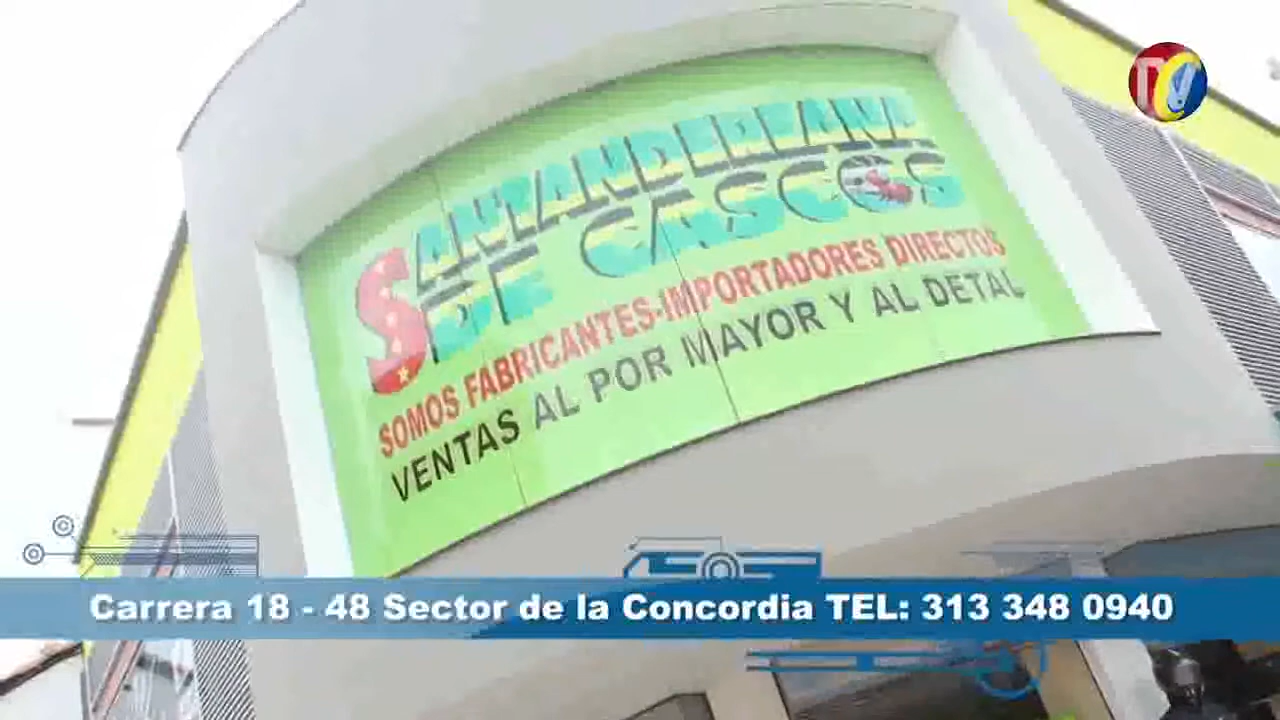 SANTANDEREANA
DE CASCOS
SOMOS FABRICANTES-IMPORTADORES DIRECTOS
VENTAS AL POR MAYOR Y AL DETAL
Carrera 18 - 48 Sector de la Concordia TEL: 313 348 0940